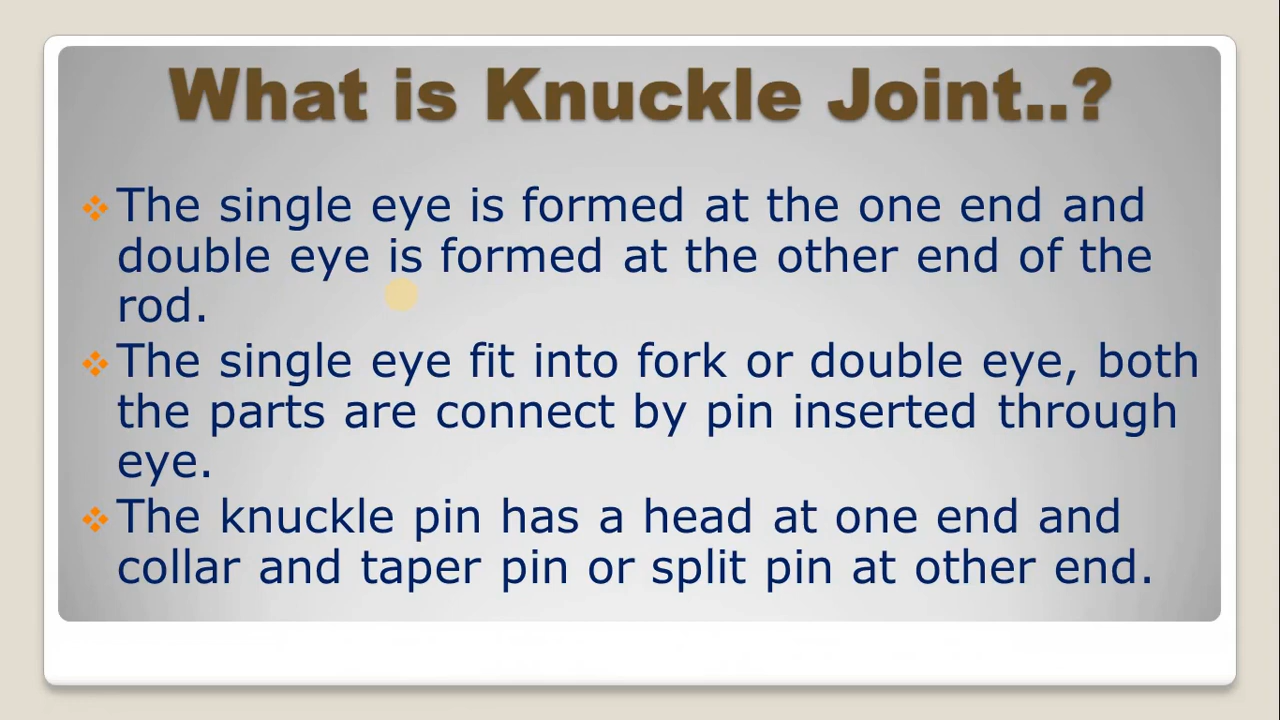 What is Knuckle Joint..?
The single eye is formed at the one end and
double eye is formed at the other end of the
rod.
The single eye fit into fork or double eye, both
the parts are connect by pin inserted through
eye.
The knuckle pin has a head at one end and
collar and taper pin or split pin at other end.